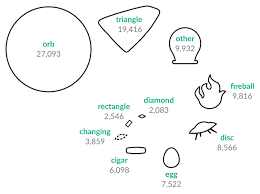 triangle
19,416
other
9,932
orb
27,093
fireball
9,816
diamond
2,083
rectangle
2,546
changing
3,859
disc
8,566
cigar
6,098
egg
7,522